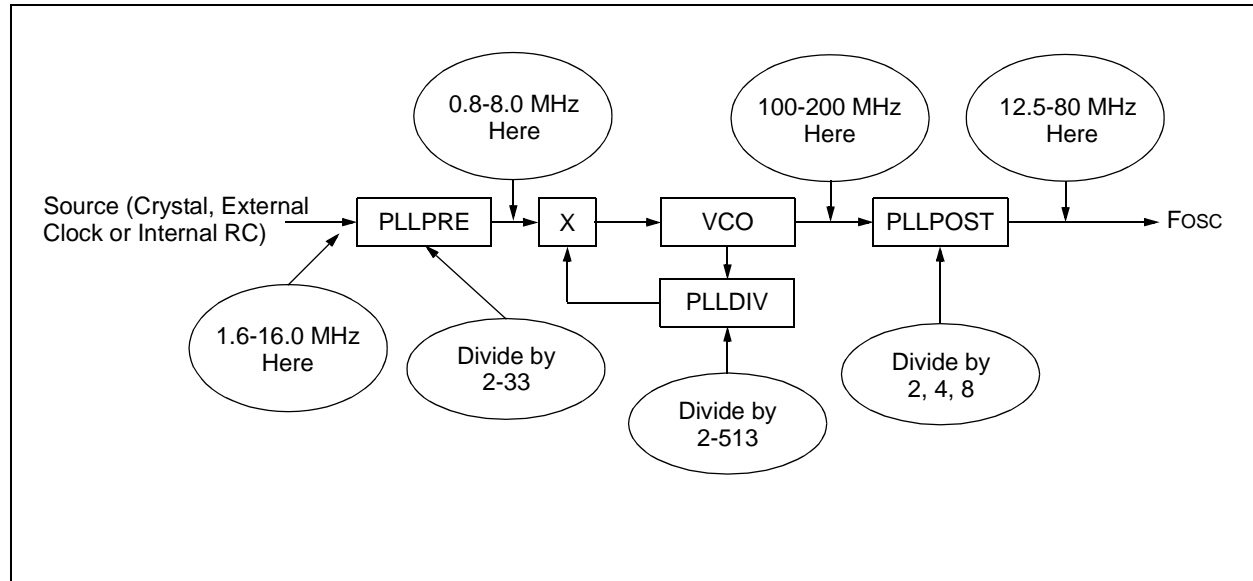 0.8-8.0 MHz
Here
100-200 MHz
Here
12.5-80 MHz
Here
Source (Crystal, External
Clock or Internal RC)
PLLPRE
X
VCO
PLLPOST
FOSC
PLLDIV
1.6-16.0 MHz
Here
Divide by
2-33
Divide by
2-513
Divide by
2, 4, 8